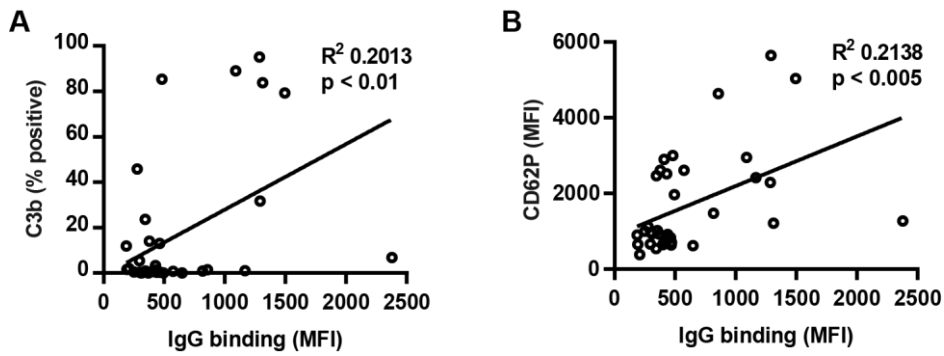 A
C3b (% positive)
100
80
60
40
20
0
R² 0.2013
p < 0.01
0 500 1000 1500 2000 2500
IgG binding (MFI)
B
CD62P (MFI)
6000
4000
2000
0
R² 0.2138
p < 0.005
0 500 1000 1500 2000 2500
IgG binding (MFI)